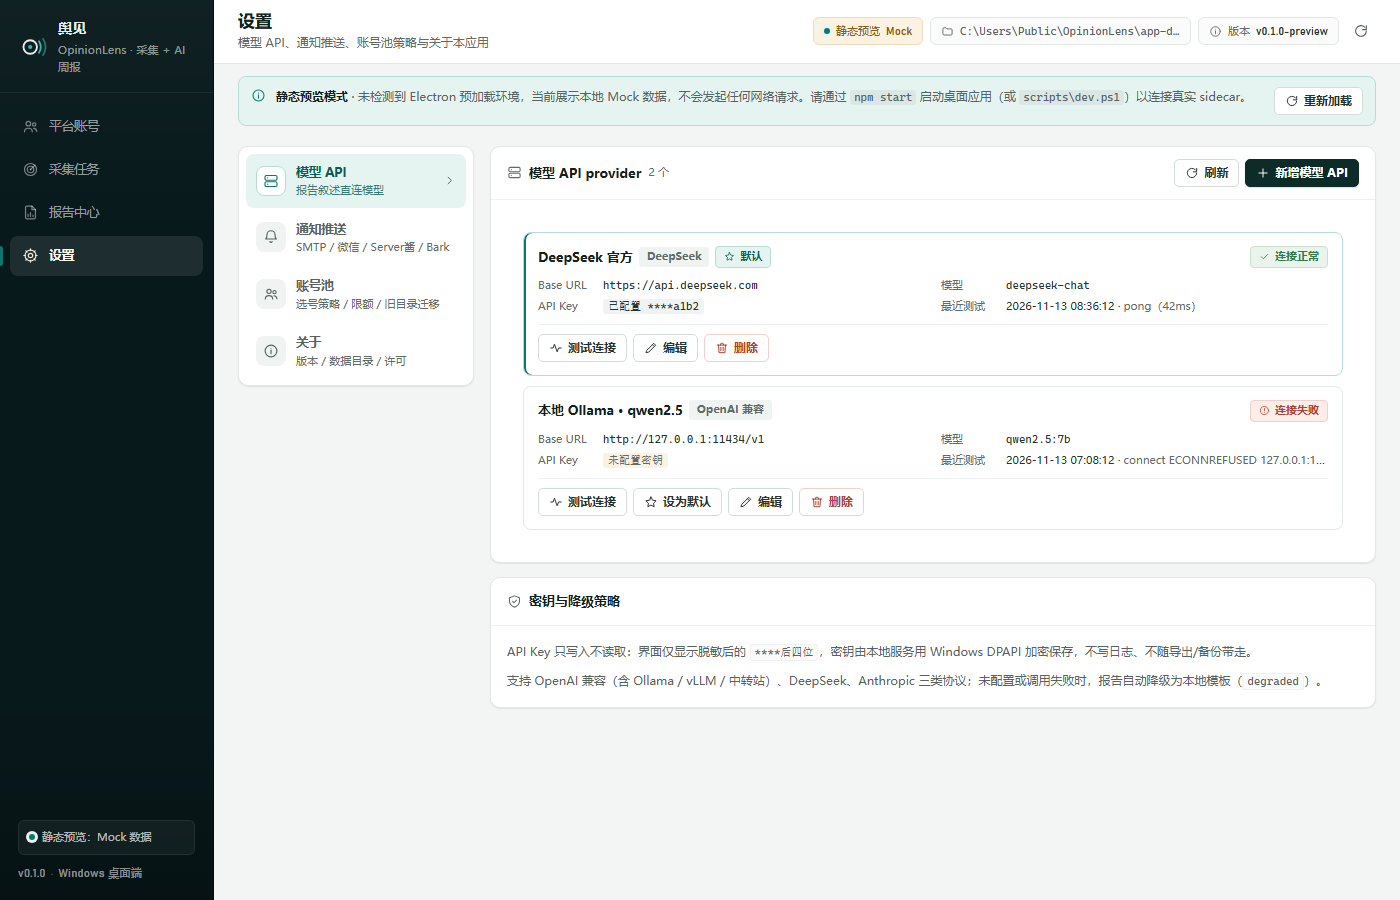 舆见
OpinionLens · 采集 + AI
周报
平台账号
采集任务
报告中心
设置
静态预览：Mock 数据
v0.1.0 · Windows 桌面端
设置
模型 API、通知推送、账号池策略与关于本应用
静态预览 Mock
C:\Users\Public\OpinionLens\app-d…
版本 v0.1.0-preview
静态预览模式 · 未检测到 Electron 预加载环境，当前展示本地 Mock 数据，不会发起任何网络请求。请通过 npm start 启动桌面应用（或 scripts\dev.ps1）以连接真实 sidecar。
重新加载
模型 API
报告叙述直连模型
通知推送
SMTP / 微信 / Server酱 / Bark
账号池
选号策略 / 限额 / 旧目录迁移
关于
版本 / 数据目录 / 许可
模型 API provider 2 个
刷新
新增模型 API
DeepSeek 官方 DeepSeek 默认
连接正常
Base URL https://api.deepseek.com
模型 deepseek-chat
API Key 已配置 ****a1b2
最近测试 2026-11-13 08:36:12 · pong（42ms）
测试连接 编辑 删除
本地 Ollama • qwen2.5 OpenAI 兼容
连接失败
Base URL http://127.0.0.1:11434/v1
模型 qwen2.5:7b
API Key 未配置密钥
最近测试 2026-11-13 07:08:12 · connect ECONNREFUSED 127.0.0.1:1…
测试连接 设为默认 编辑 删除
密钥与降级策略
API Key 只写入不读取：界面仅显示脱敏后的 ****后四位，密钥由本地服务用 Windows DPAPI 加密保存，不写日志、不随导出/备份带走。
支持 OpenAI 兼容（含 Ollama / vLLM / 中转站）、DeepSeek、Anthropic 三类协议；未配置或调用失败时，报告自动降级为本地模板（degraded）。